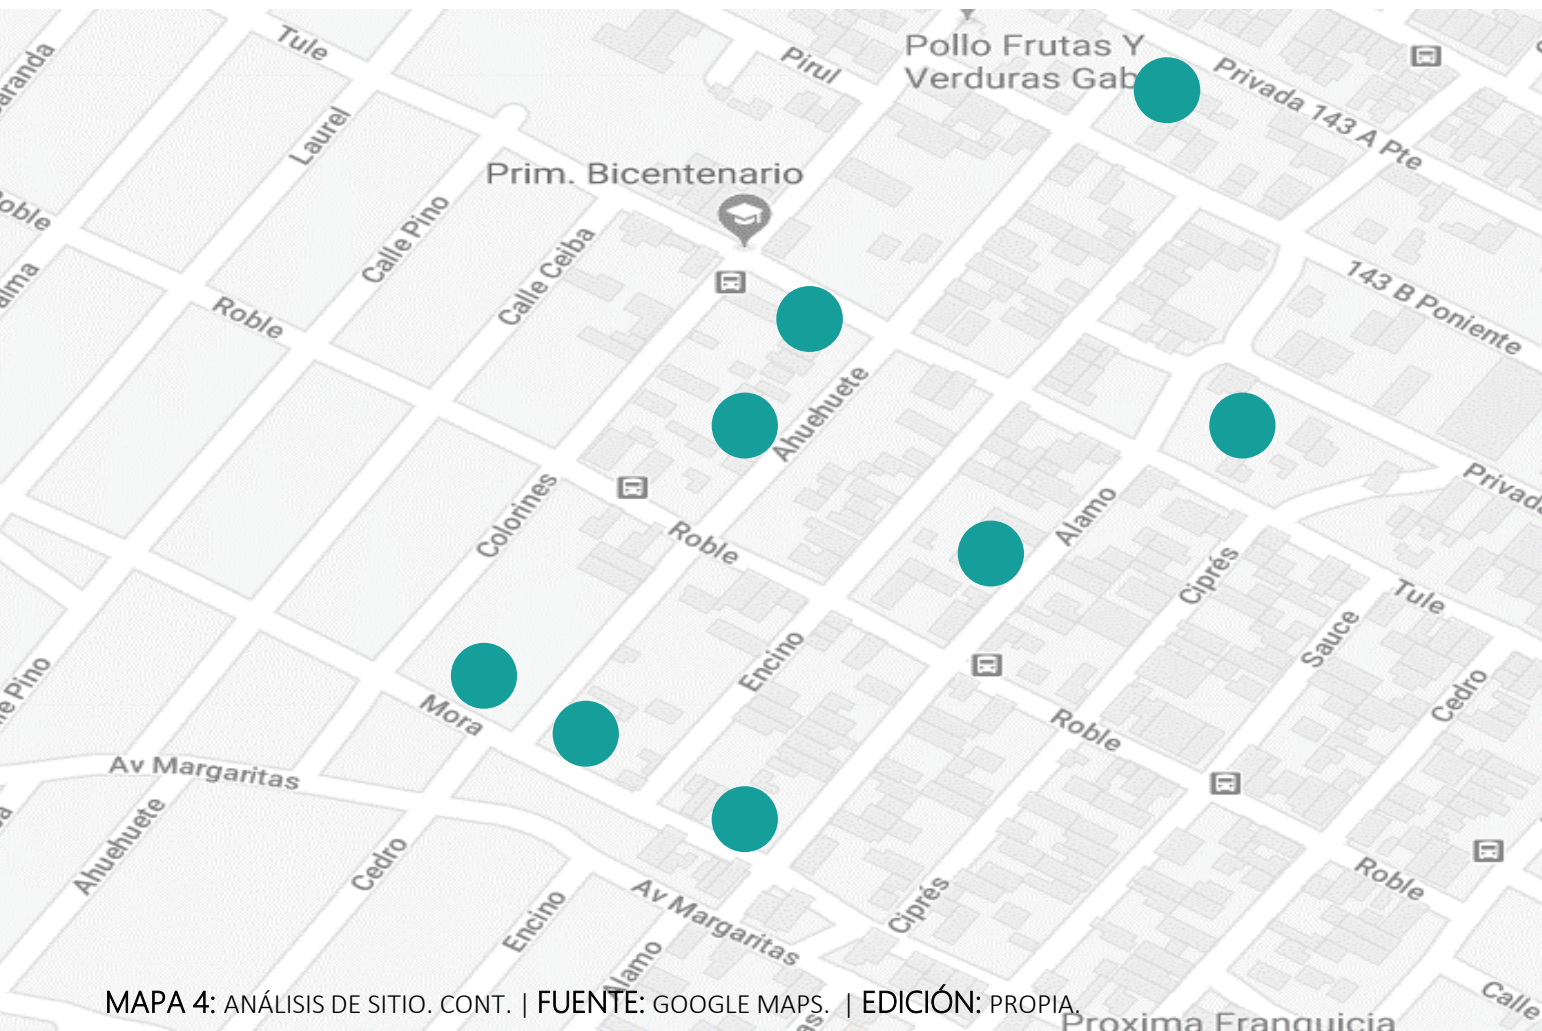 Tule
Pirul
Pollo Frutas Y
Verduras Gab
Privada 143 A Pte
Laurel
Prim. Bicentenario
Roble
Calle Pino
Calle Ceiba
143 B Poniente
Ahuehuete
Colorines
Roble
Privada
Alamo
Ciprés
Tule
Sauce
Encino
Cedro
Mora
Roble
Av Margaritas
Ahuehuete
Cedro
Roble
Encino
Av Margaritas
Ciprés
Calle
MAPA 4: ANÁLISIS DE SITIO. CONT. | FUENTE: GOOGLE MAPS. | EDICIÓN: PROPIA.
Proxima Franquicia